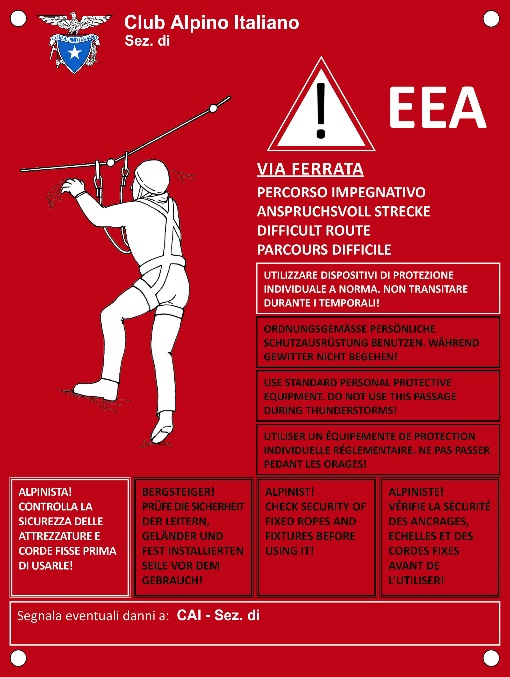 Club Alpino Italiano
Sez. di
!
EEA
VIA FERRATA
PERCORSO IMPEGNATIVO
ANSPRUCHSVOLL STRECKE
DIFFICULT ROUTE
PARCOURS DIFFICILE
UTILIZZARE DISPOSITIVI DI PROTEZIONE
INDIVIDUALE A NORMA. NON TRANSITARE
DURANTE I TEMPORALI!
ORDNUNGSGEMÄSSE PERSÖNLICHE
SCHUTZAUSRÜSTUNG BENUTZEN. WÄHREND
GEWITTER NICHT BEGEHEN!
USE STANDARD PERSONAL PROTECTIVE
EQUIPMENT. DO NOT USE THIS PASSAGE
DURING THUNDERSTORMS!
UTILISER UN ÉQUIPEMENTE DE PROTECTION
INDIVIDUELLE RÉGLEMENTAIRE. NE PAS PASSER
PEDANT LES ORAGES!
ALPINISTA!
CONTROLLA LA
SICUREZZA DELLE
ATTREZZATURE E
CORDE FISSE PRIMA
DI USARLE!
BERGSTEIGER!
PRÜFE DIE SICHERHEIT
DER LEITERN,
GELÄNDER UND
FEST INSTALLIERTEN
SEILE VOR DEM
GEBRAUCH!
ALPINIST!
CHECK SECURITY OF
FIXED ROPES AND
FIXTURES BEFORE
USING IT!
ALPINISTE!
VÉRIFIE LA SÉCURITÉ
DES ANCRAGES,
ECHELLES ET DES
CORDES FIXES
AVANT DE
L'UTILISER!
Segnala eventuali danni a: CAI - Sez. di